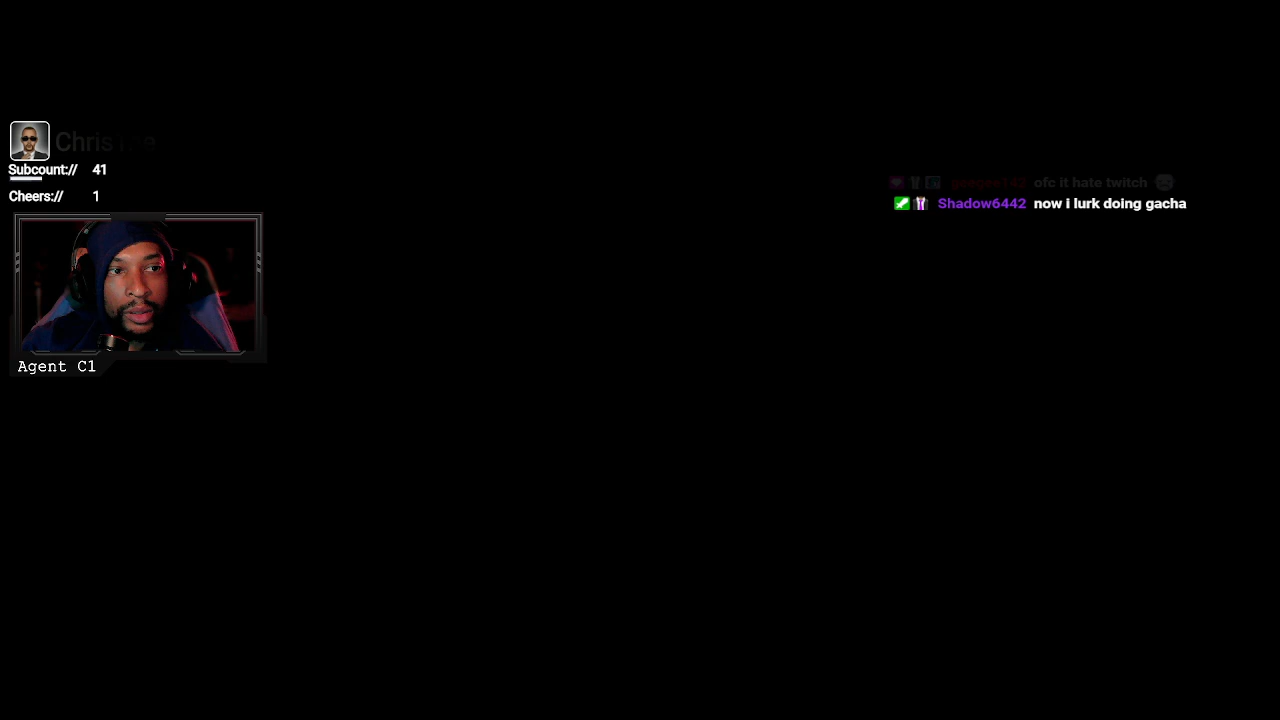 Subcount:// 41
Cheers:// 1
ofc it hate twitch
Shadow6442 now i lurk doing gacha
Agent C1